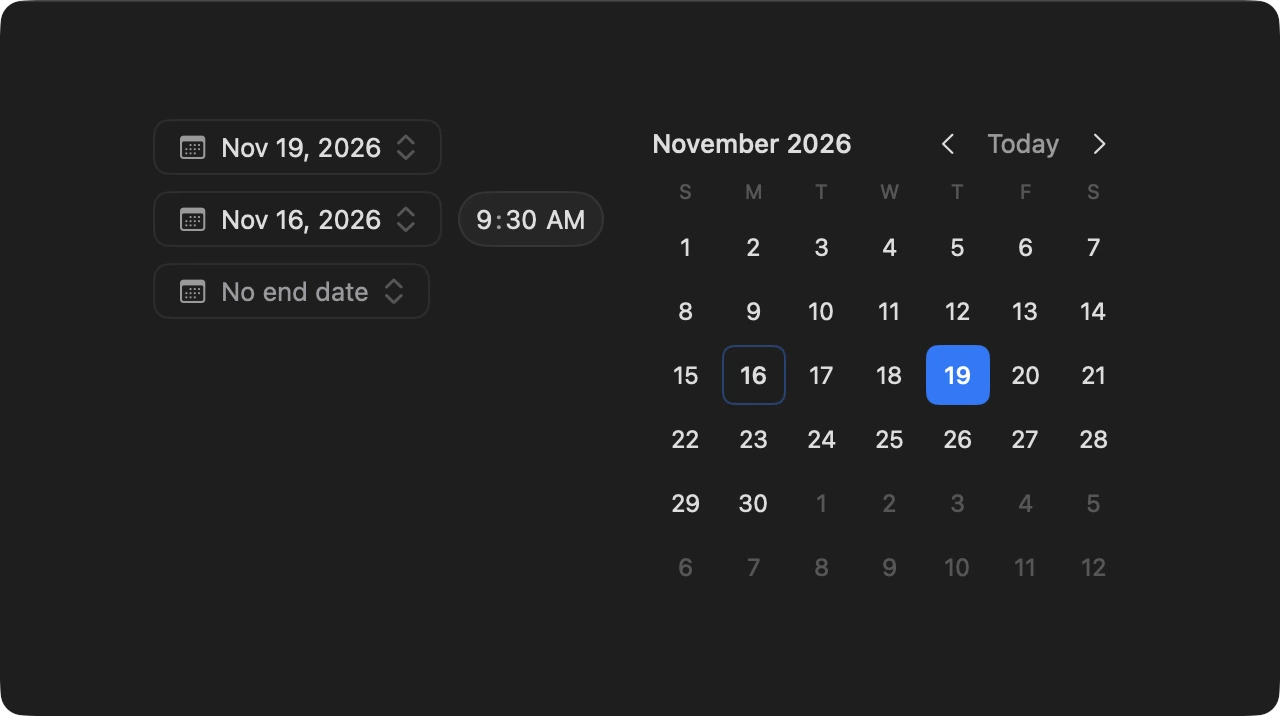 Nov 19, 2026
Nov 16, 2026 9:30 AM
No end date
November 2026 Today
S M T W T F S
1 2 3 4 5 6 7
8 9 10 11 12 13 14
15 16 17 18 19 20 21
22 23 24 25 26 27 28
29 30 1 2 3 4 5
6 7 8 9 10 11 12